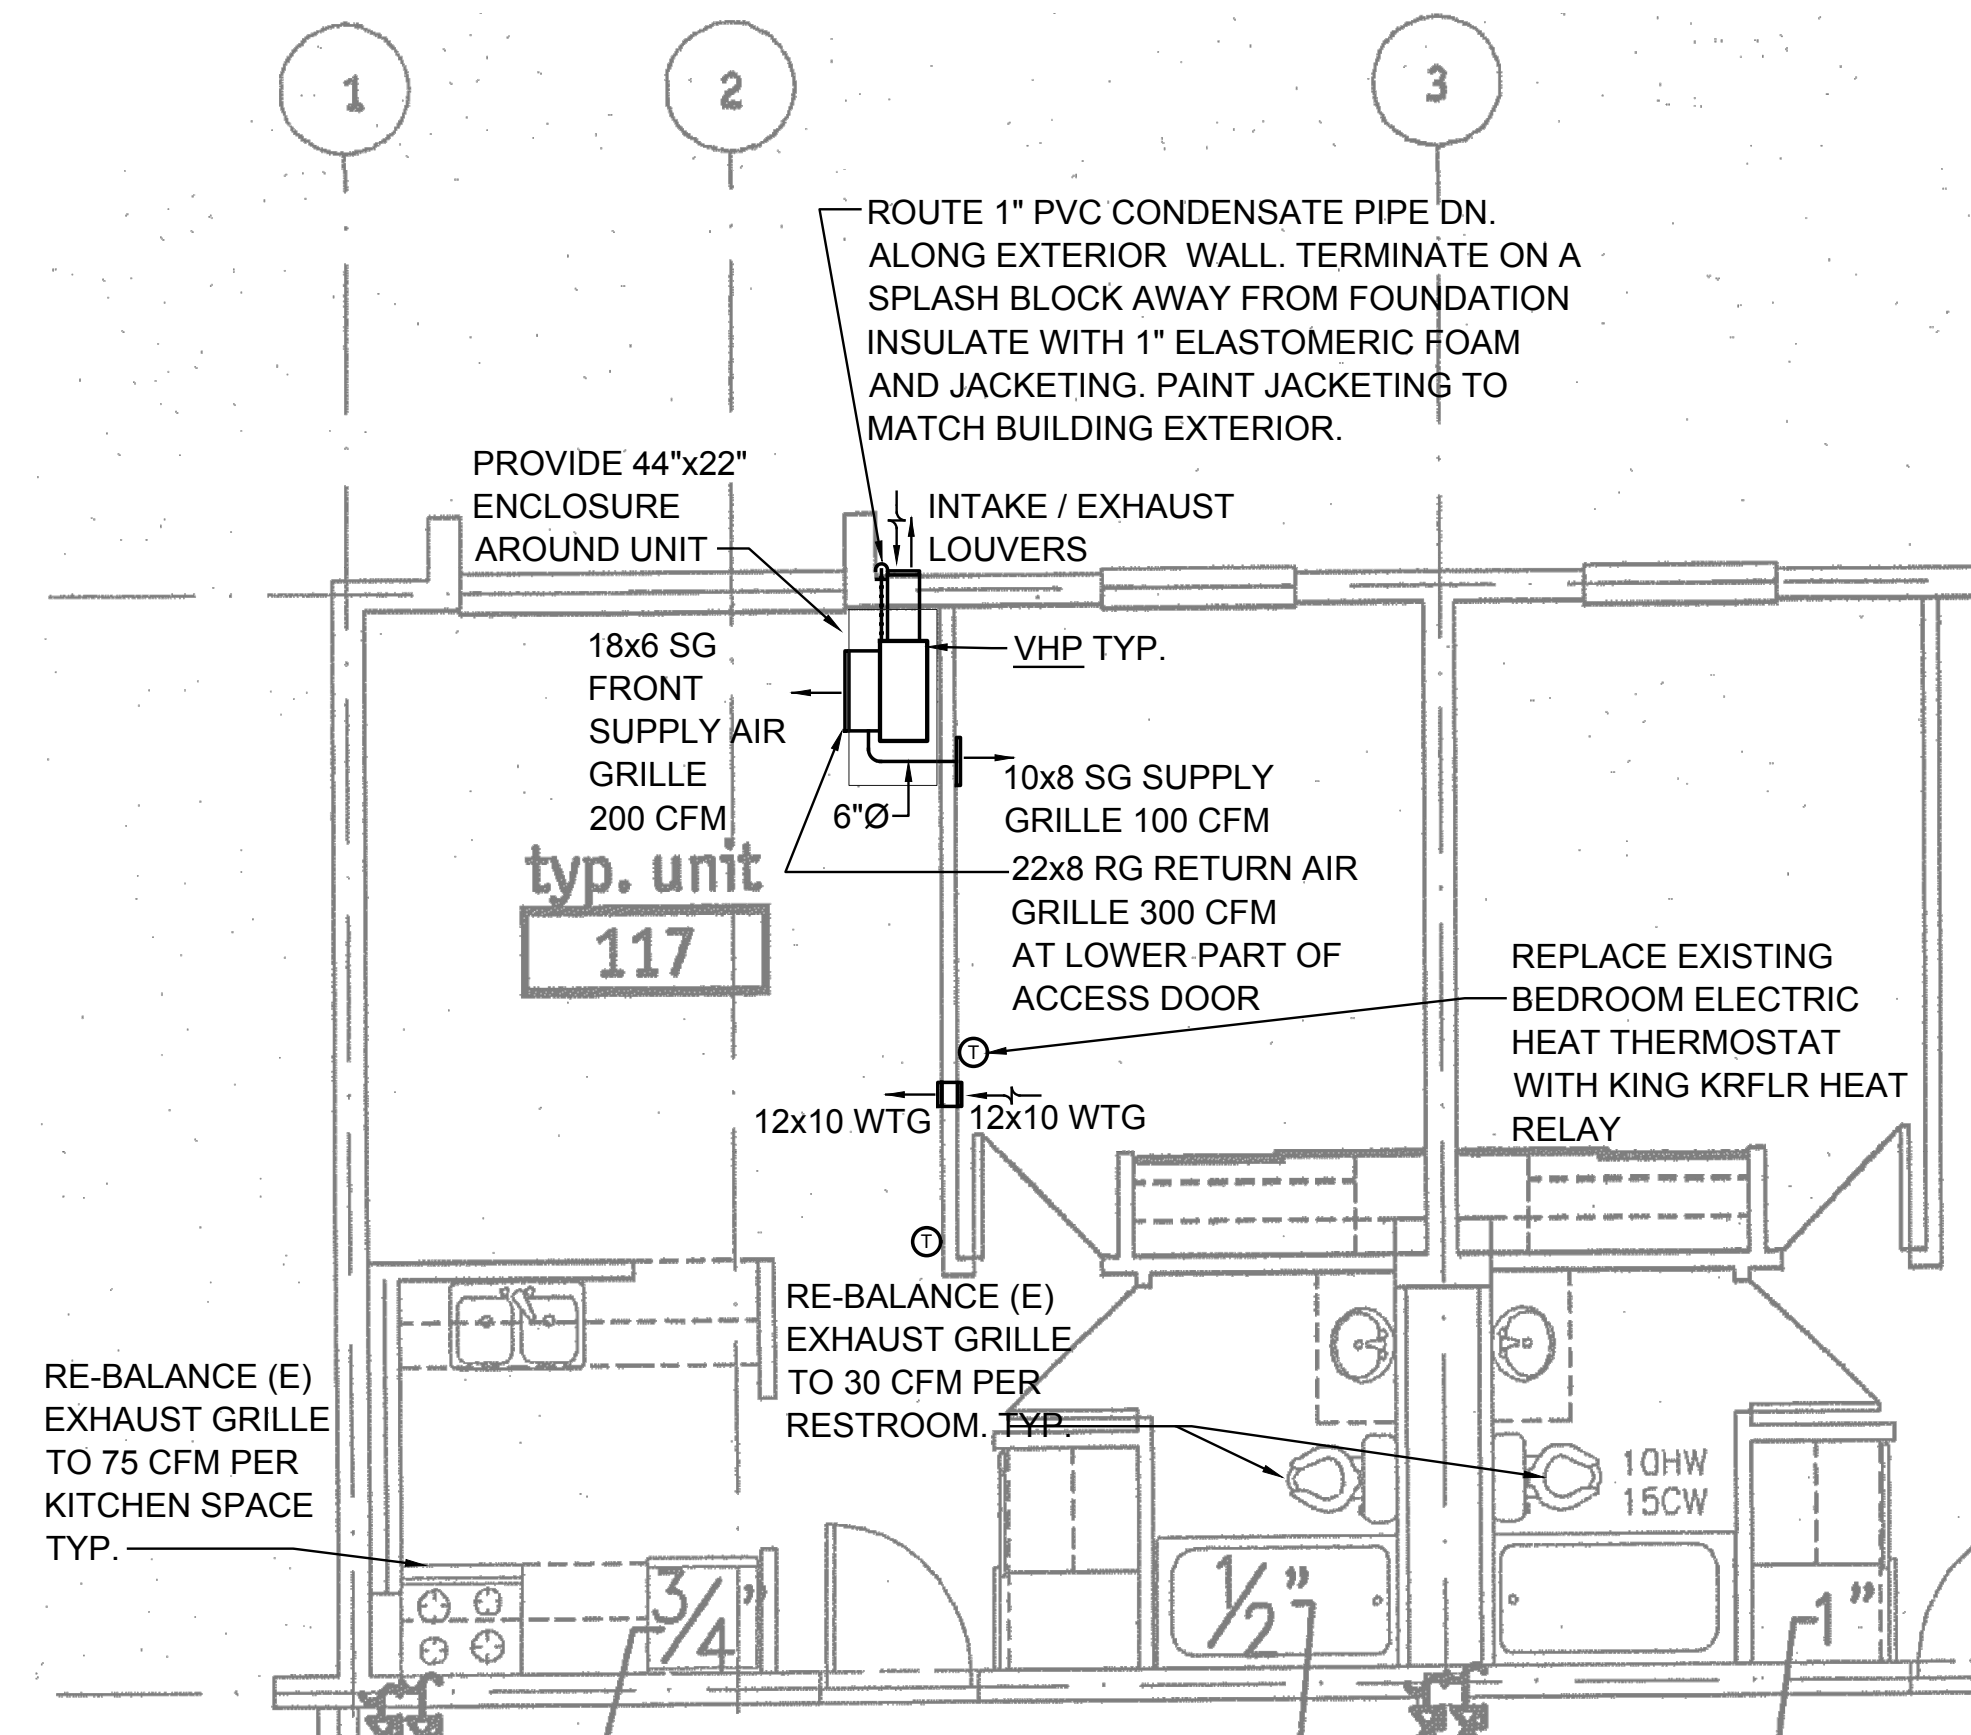 1
2
3
ROUTE 1" PVC CONDENSATE PIPE DN.
ALONG EXTERIOR WALL. TERMINATE ON A
SPLASH BLOCK AWAY FROM FOUNDATION
INSULATE WITH 1" ELASTOMERIC FOAM
AND JACKETING. PAINT JACKETING TO
MATCH BUILDING EXTERIOR.
PROVIDE 44"x22"
ENCLOSURE
AROUND UNIT
INTAKE / EXHAUST
LOUVERS
18x6 SG
FRONT
SUPPLY AIR
GRILLE
200 CFM
VHP TYP.
10x8 SG SUPPLY
GRILLE 100 CFM
6"Ø
22x8 RG RETURN AIR
GRILLE 300 CFM
AT LOWER PART OF
ACCESS DOOR
typ. unit
117
REPLACE EXISTING
BEDROOM ELECTRIC
HEAT THERMOSTAT
WITH KING KRFLR HEAT
RELAY
T
12x10 WTG
12x10 WTG
T
RE-BALANCE (E)
EXHAUST GRILLE
TO 30 CFM PER
RESTROOM. TYP.
RE-BALANCE (E)
EXHAUST GRILLE
TO 75 CFM PER
KITCHEN SPACE
TYP.
10HW
15CW
3/4"
1/2"
1"